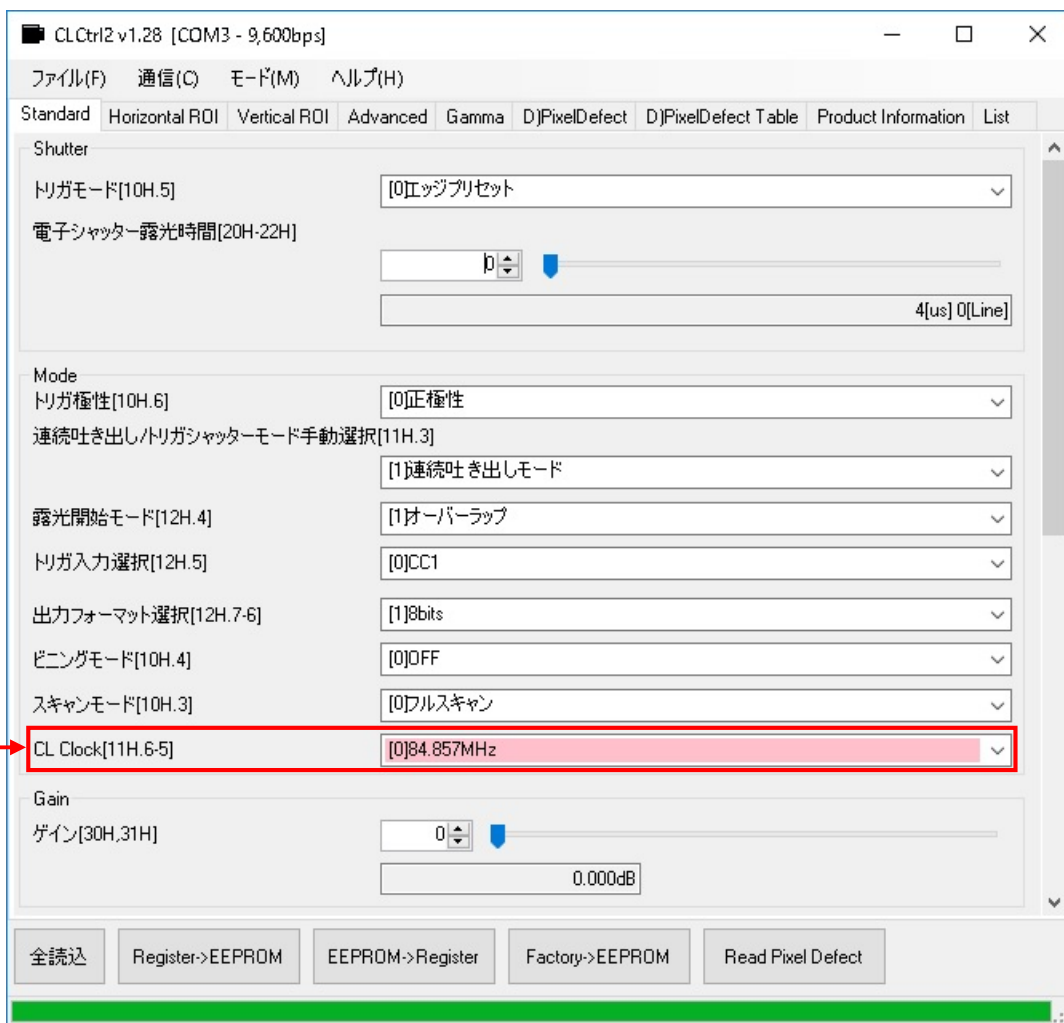 CLCtrl2 v1.28 [COM3 - 9,600bps]
ファイル(F) 通信(C) モード(M) ヘルプ(H)
Standard Horizontal ROI Vertical ROI Advanced Gamma D)PixelDefect D)PixelDefect Table Product Information List
Shutter
トリガモード[10H.5] [0]エッジプリセット
電子シャッター露光時間[20H-22H]
0
4[us] 0[Line]
Mode
トリガ極性[10H.6] [0]正極性
連続吐き出し/トリガシャッターモード手動選択[11H.3]
[1]連続吐き出しモード
露光開始モード[12H.4] [1]オーバーラップ
トリガ入力選択[12H.5] [0]CC1
出力フォーマット選択[12H.7-6] [1]8bits
ビニングモード[10H.4] [0]OFF
スキャンモード[10H.3] [0]フルスキャン
CL Clock[11H.6-5] [0]84.857MHz
Gain
ゲイン[30H,31H] 0
0.000dB
全読込 Register->EEPROM EEPROM->Register Factory->EEPROM Read Pixel Defect